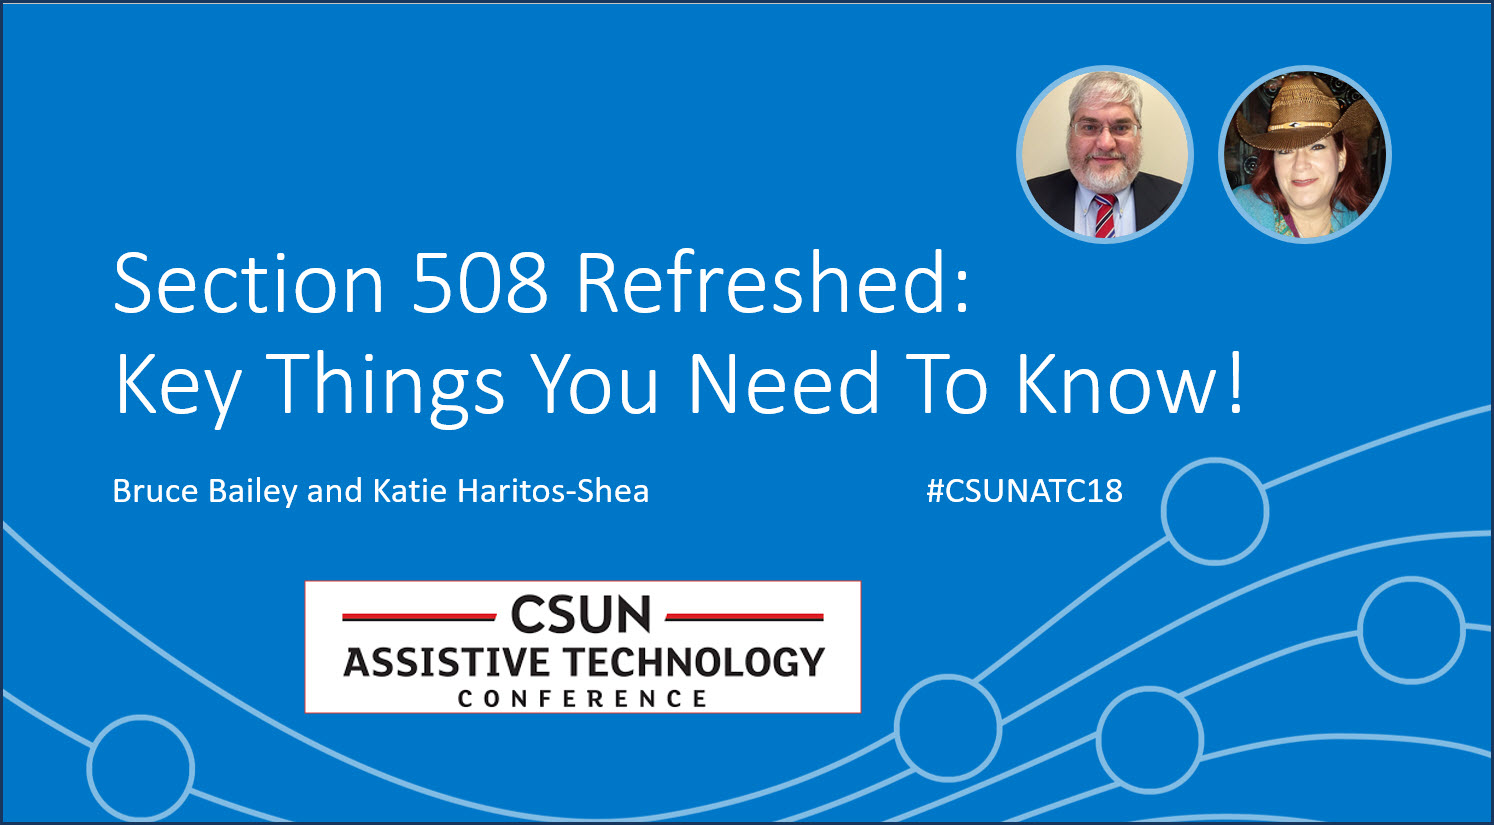 Section 508 Refreshed:
Key Things You Need To Know!
Bruce Bailey and Katie Haritos-Shea
#CSUNATC18
CSUN
ASSISTIVE TECHNOLOGY
CONFERENCE